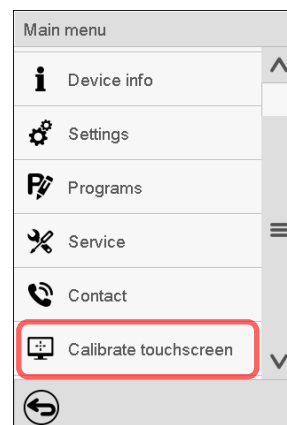 Main menu
Device info
Settings
Programs
Service
Contact
Calibrate touchscreen